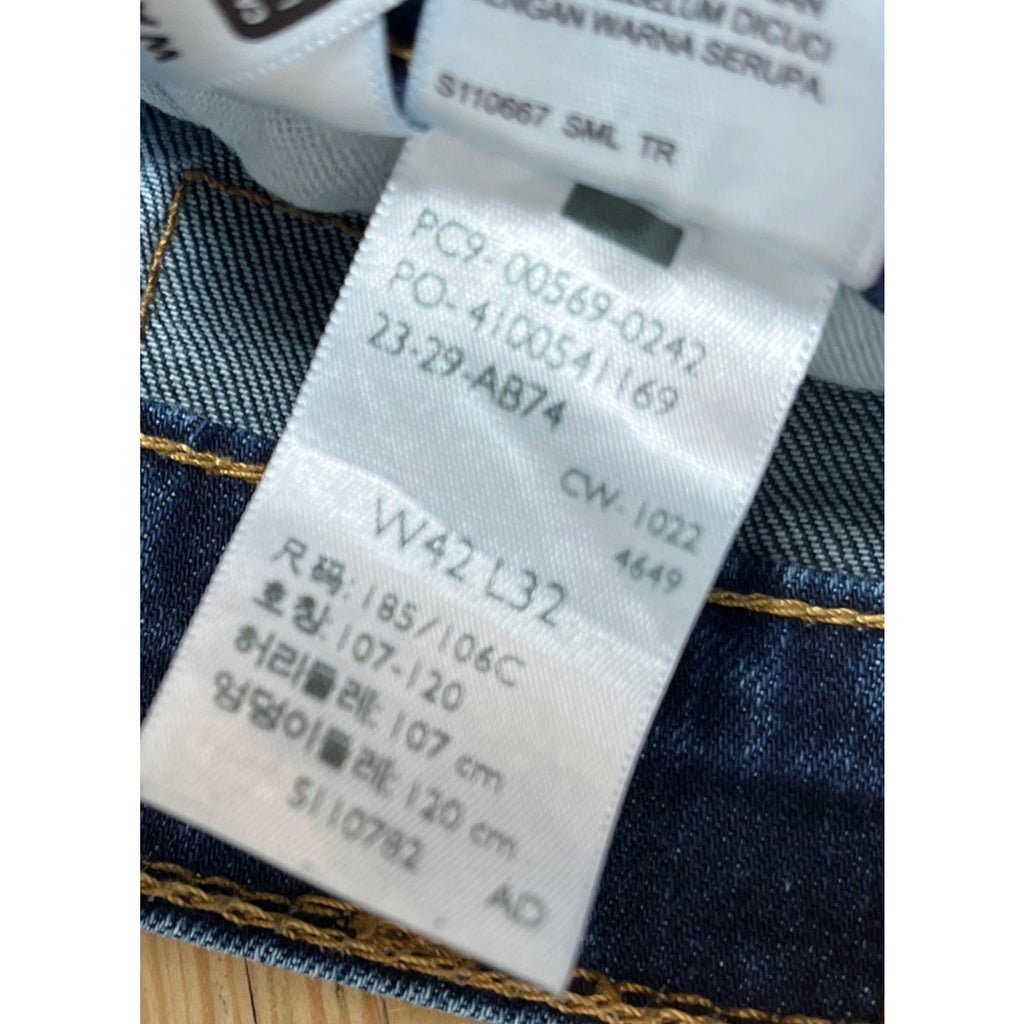 DICUCI
DENGAN WARNA SERUPA.
S110667 SML TR
PC9- 00569-0242
PO- 4100541169
23-29-AB74
CW-1022
4649
W42 L32
尺码: 185/106C
호칭: 107-120
허리둘레: 107 cm
엉덩이둘레: 120 cm
S110782
AD